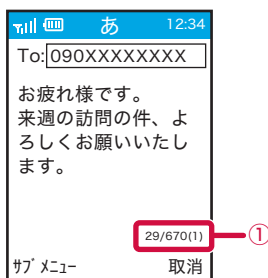 あ 12:34
To: 090XXXXXXXX
お疲れ様です。
来週の訪問の件、よ
ろしくお願いいたし
ます。
29/670(1) ①
ｻﾌﾞﾒﾆｭｰ 取消